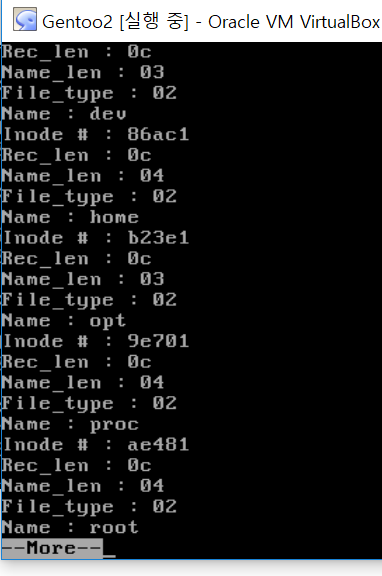 Gentoo2 [실행 중] - Oracle VM VirtualBox
Rec_len : 0c
Name_len : 03
File_type : 02
Name : dev
Inode # : 86ac1
Rec_len : 0c
Name_len : 04
File_type : 02
Name : home
Inode # : b23e1
Rec_len : 0c
Name_len : 03
File_type : 02
Name : opt
Inode # : 9e701
Rec_len : 0c
Name_len : 04
File_type : 02
Name : proc
Inode # : ae481
Rec_len : 0c
Name_len : 04
File_type : 02
Name : root
--More--_